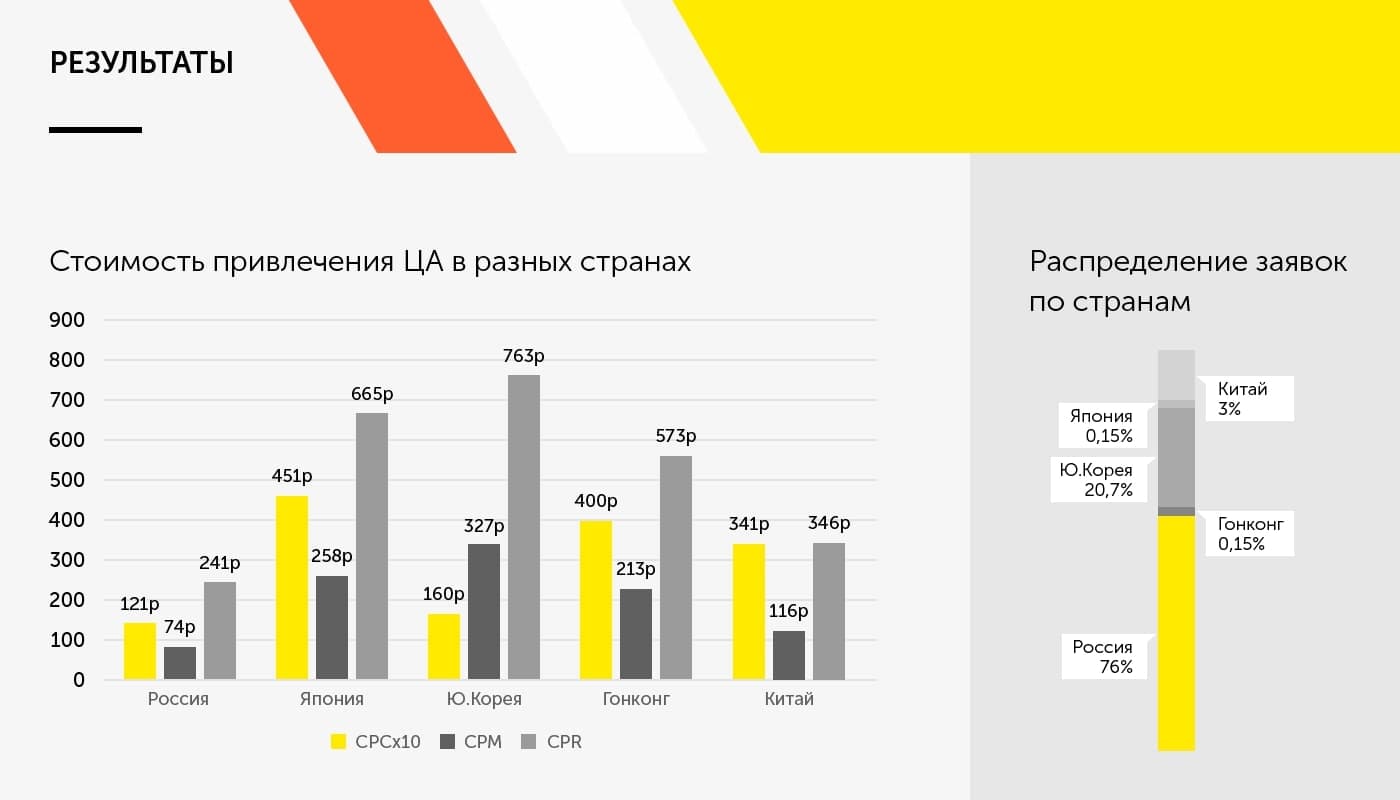 РЕЗУЛЬТАТЫ
Стоимость привлечения ЦА в разных странах
900
800
700
600
500
400
300
200
100
0
121р
74р
241р
451р
258р
665р
160р
327р
763р
400р
213р
573р
341р
116р
346р
Россия
Япония
Ю.Корея
Гонконг
Китай
CPCx10
CPM
CPR
Распределение заявок
по странам
Китай
3%
Япония
0,15%
Ю.Корея
20,7%
Гонконг
0,15%
Россия
76%